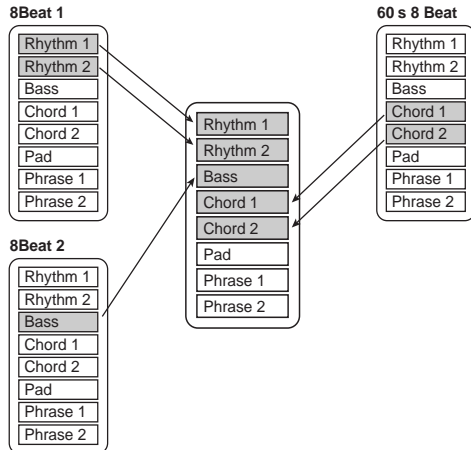 8Beat 1
Rhythm 1
Rhythm 2
Bass
Chord 1
Chord 2
Pad
Phrase 1
Phrase 2
8Beat 2
Rhythm 1
Rhythm 2
Bass
Chord 1
Chord 2
Pad
Phrase 1
Phrase 2
Rhythm 1
Rhythm 2
Bass
Chord 1
Chord 2
Pad
Phrase 1
Phrase 2
60 s 8 Beat
Rhythm 1
Rhythm 2
Bass
Chord 1
Chord 2
Pad
Phrase 1
Phrase 2